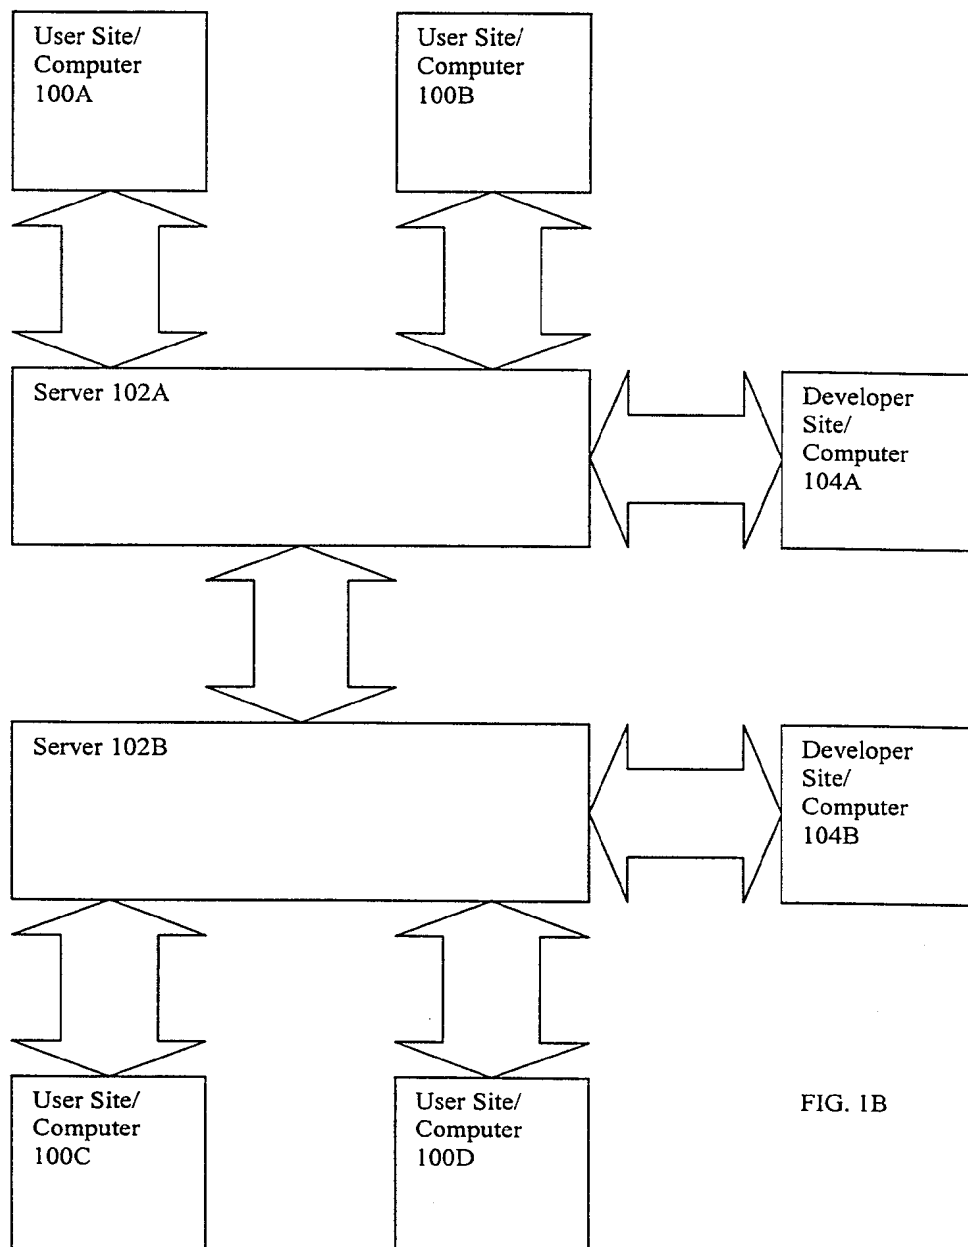 User Site/
Computer
100A
User Site/
Computer
100B
Server 102A
Developer
Site/
Computer
104A
Server 102B
Developer
Site/
Computer
104B
User Site/
Computer
100C
User Site/
Computer
100D
FIG. 1B